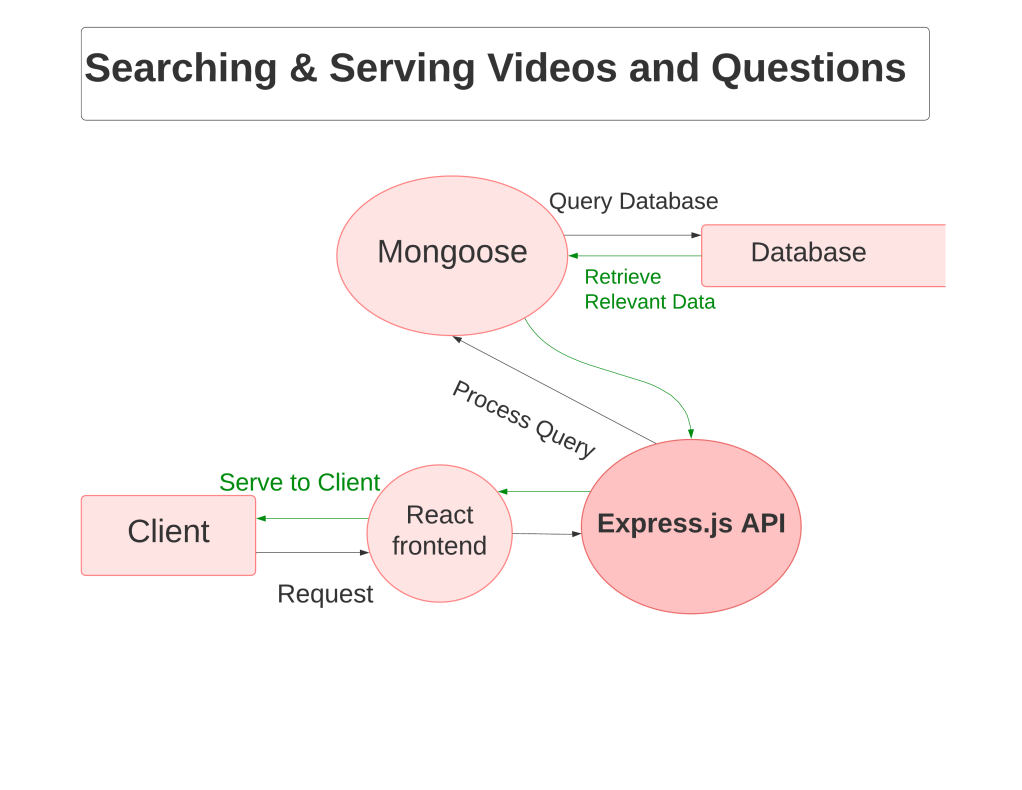 Searching & Serving Videos and Questions
Query Database
Mongoose
Database
Retrieve
Relevant Data
Process Query
Serve to Client
Client
React
frontend
Express.js API
Request